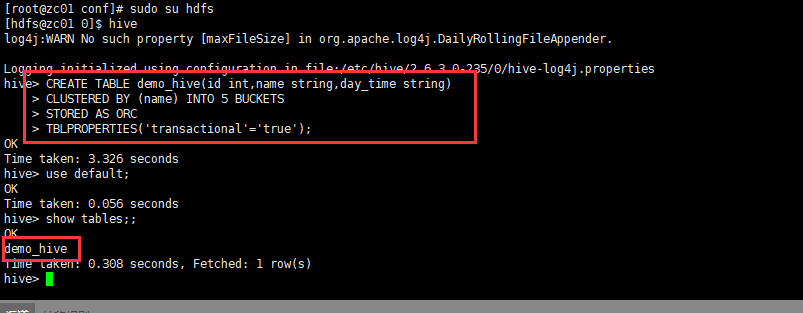 [root@zc01 conf]# sudo su hdfs
[hdfs@zc01 0]$ hive
log4j:WARN No such property [maxFileSize] in org.apache.log4j.DailyRollingFileAppender.
Logging initialized using configuration in file:/etc/hive/2.6.3.0-235/0/hive-log4j.properties
hive> CREATE TABLE demo_hive(id int,name string,day_time string)
    > CLUSTERED BY (name) INTO 5 BUCKETS
    > STORED AS ORC
    > TBLPROPERTIES('transactional'='true');
OK
Time taken: 3.326 seconds
hive> use default;
OK
Time taken: 0.056 seconds
hive> show tables;;
OK
demo_hive
Time taken: 0.308 seconds, Fetched: 1 row(s)
hive>